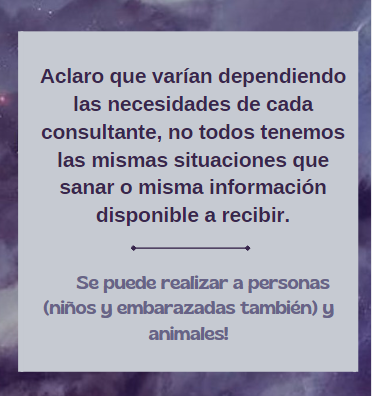 Aclaro que varían dependiendo
las necesidades de cada
consultante, no todos tenemos
las mismas situaciones que
sanar o misma información
disponible a recibir.
Se puede realizar a personas
(niños y embarazadas también) y
animales!